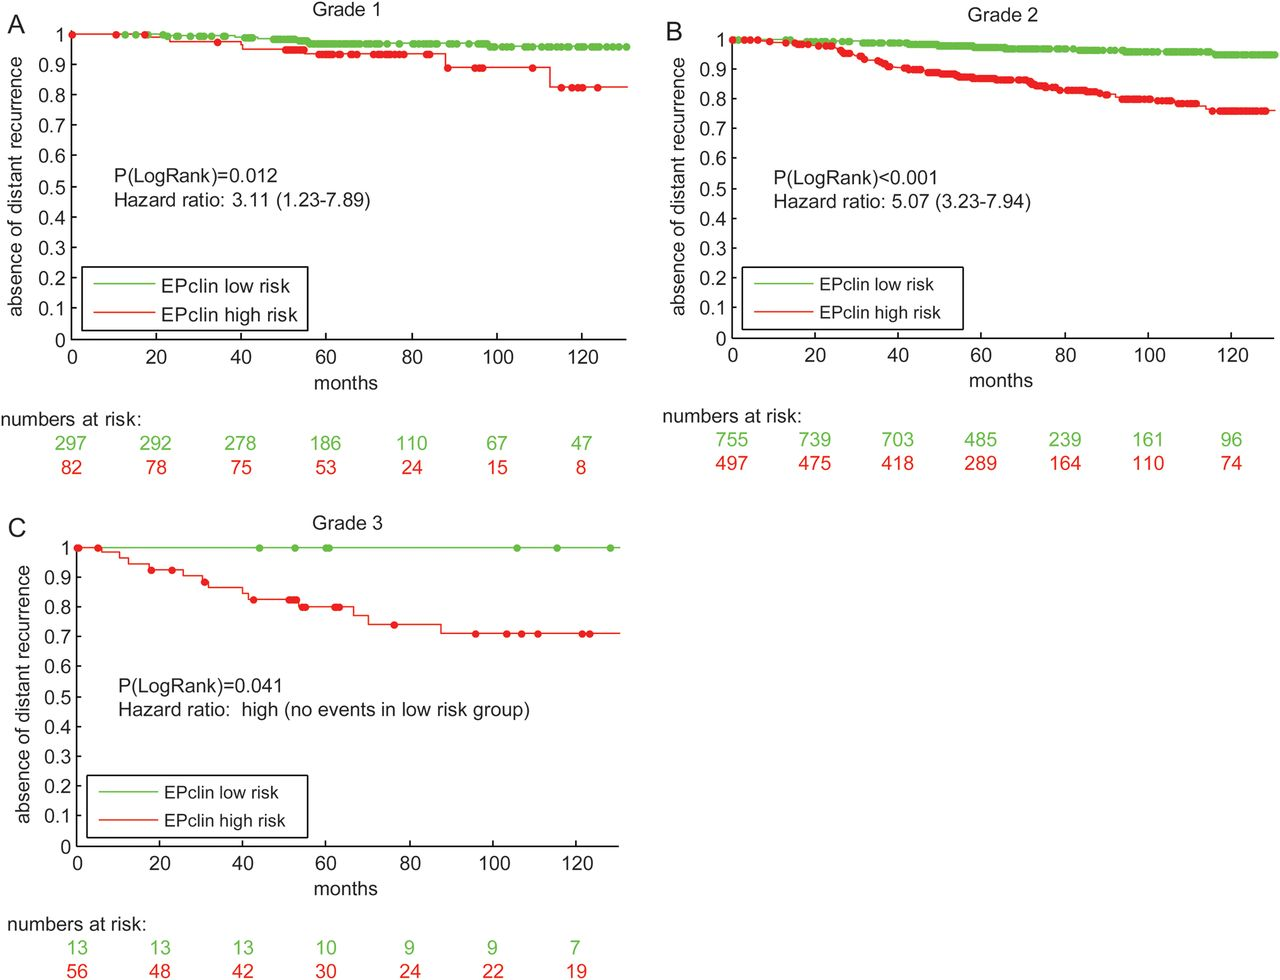 A
Grade 1
1
0.9
0.8
0.7
0.6
0.5
0.4
0.3
0.2
0.1
0
absence of distant recurrence
P(LogRank)=0.012
Hazard ratio: 3.11 (1.23-7.89)
EPclin low risk
EPclin high risk
0 20 40 60 80 100 120
months
numbers at risk:
297 292 278 186 110 67 47
82 78 75 53 24 15 8
B
Grade 2
1
0.9
0.8
0.7
0.6
0.5
0.4
0.3
0.2
0.1
0
absence of distant recurrence
P(LogRank)<0.001
Hazard ratio: 5.07 (3.23-7.94)
EPclin low risk
EPclin high risk
0 20 40 60 80 100 120
months
numbers at risk:
755 739 703 485 239 161 96
497 475 418 289 164 110 74
C
Grade 3
1
0.9
0.8
0.7
0.6
0.5
0.4
0.3
0.2
0.1
0
absence of distant recurrence
P(LogRank)=0.041
Hazard ratio: high (no events in low risk group)
EPclin low risk
EPclin high risk
0 20 40 60 80 100 120
months
numbers at risk:
13 13 13 10 9 9 7
56 48 42 30 24 22 19